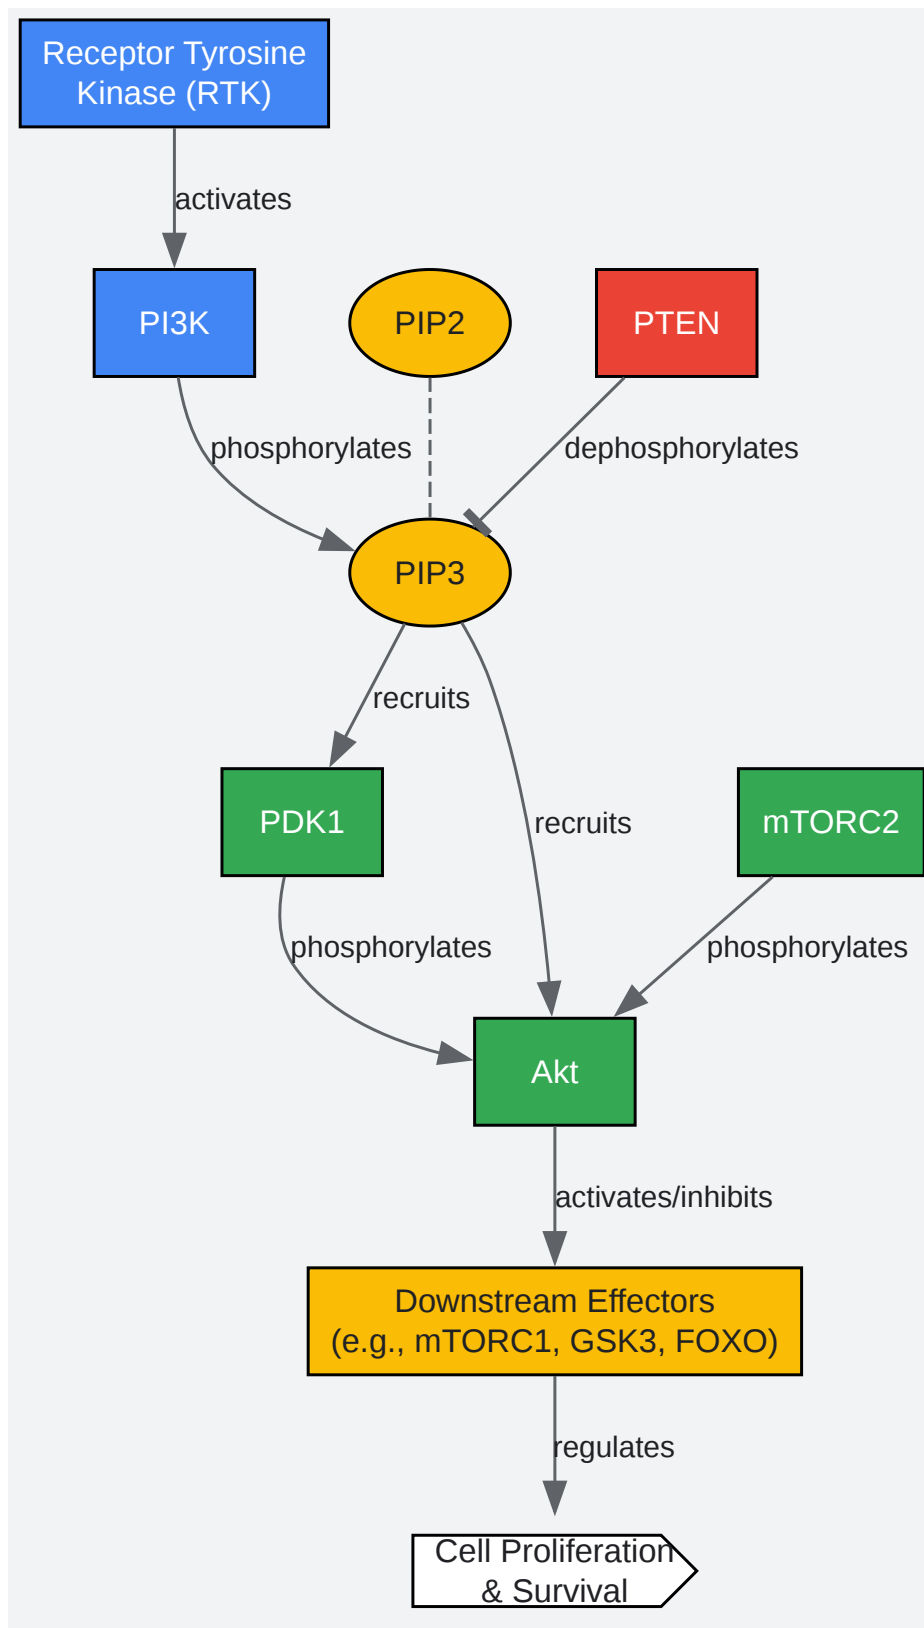 Receptor Tyrosine
Kinase (RTK)
activates
PI3K
PIP2
PTEN
phosphorylates
dephosphorylates
PIP3
recruits
PDK1
recruits
mTORC2
phosphorylates
phosphorylates
Akt
activates/inhibits
Downstream Effectors
(e.g., mTORC1, GSK3, FOXO)
regulates
Cell Proliferation
& Survival